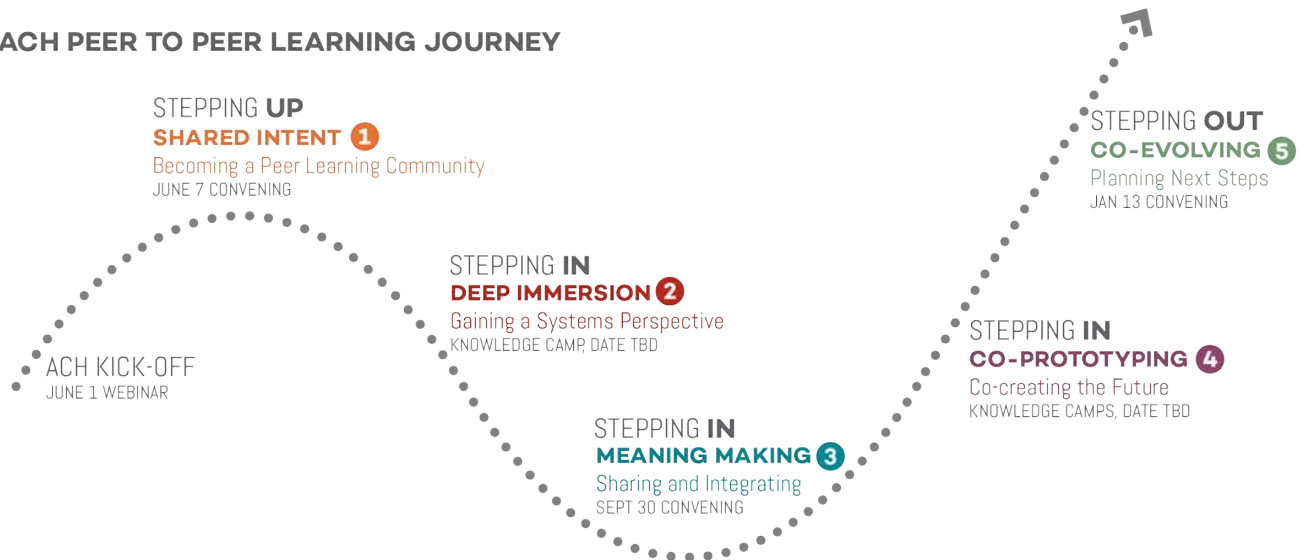 ACH PEER TO PEER LEARNING JOURNEY
STEPPING UP
SHARED INTENT 1
Becoming a Peer Learning Community
JUNE 7 CONVENING
ACH KICK-OFF
JUNE 1 WEBINAR
STEPPING IN
DEEP IMMERSION 2
Gaining a Systems Perspective
KNOWLEDGE CAMP, DATE TBD
STEPPING IN
MEANING MAKING 3
Sharing and Integrating
SEPT 30 CONVENING
STEPPING IN
CO-PROTOTYPING 4
Co-creating the Future
KNOWLEDGE CAMPS, DATE TBD
STEPPING OUT
CO-EVOLVING 5
Planning Next Steps
JAN 13 CONVENING